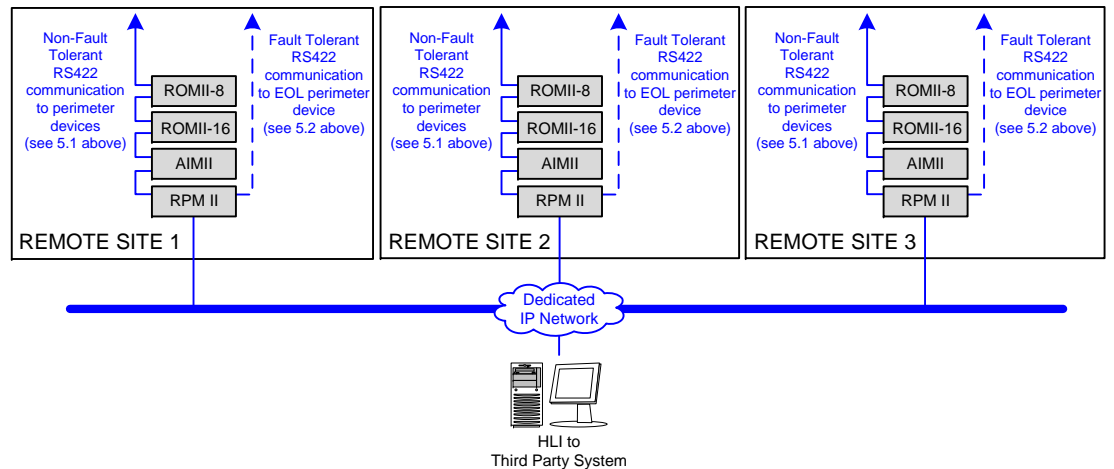 Non-Fault
Tolerant
RS422
communication
to perimeter
devices
(see 5.1 above)
ROMII-8
ROMII-16
AIMII
RPM II
Fault Tolerant
RS422
communication
to EOL perimeter
device
(see 5.2 above)
REMOTE SITE 1
Non-Fault
Tolerant
RS422
communication
to perimeter
devices
(see 5.1 above)
ROMII-8
ROMII-16
AIMII
RPM II
Fault Tolerant
RS422
communication
to EOL perimeter
device
(see 5.2 above)
REMOTE SITE 2
Non-Fault
Tolerant
RS422
communication
to perimeter
devices
(see 5.1 above)
ROMII-8
ROMII-16
AIMII
RPM II
Fault Tolerant
RS422
communication
to EOL perimeter
device
(see 5.2 above)
REMOTE SITE 3
Dedicated
IP Network
HLI to
Third Party System